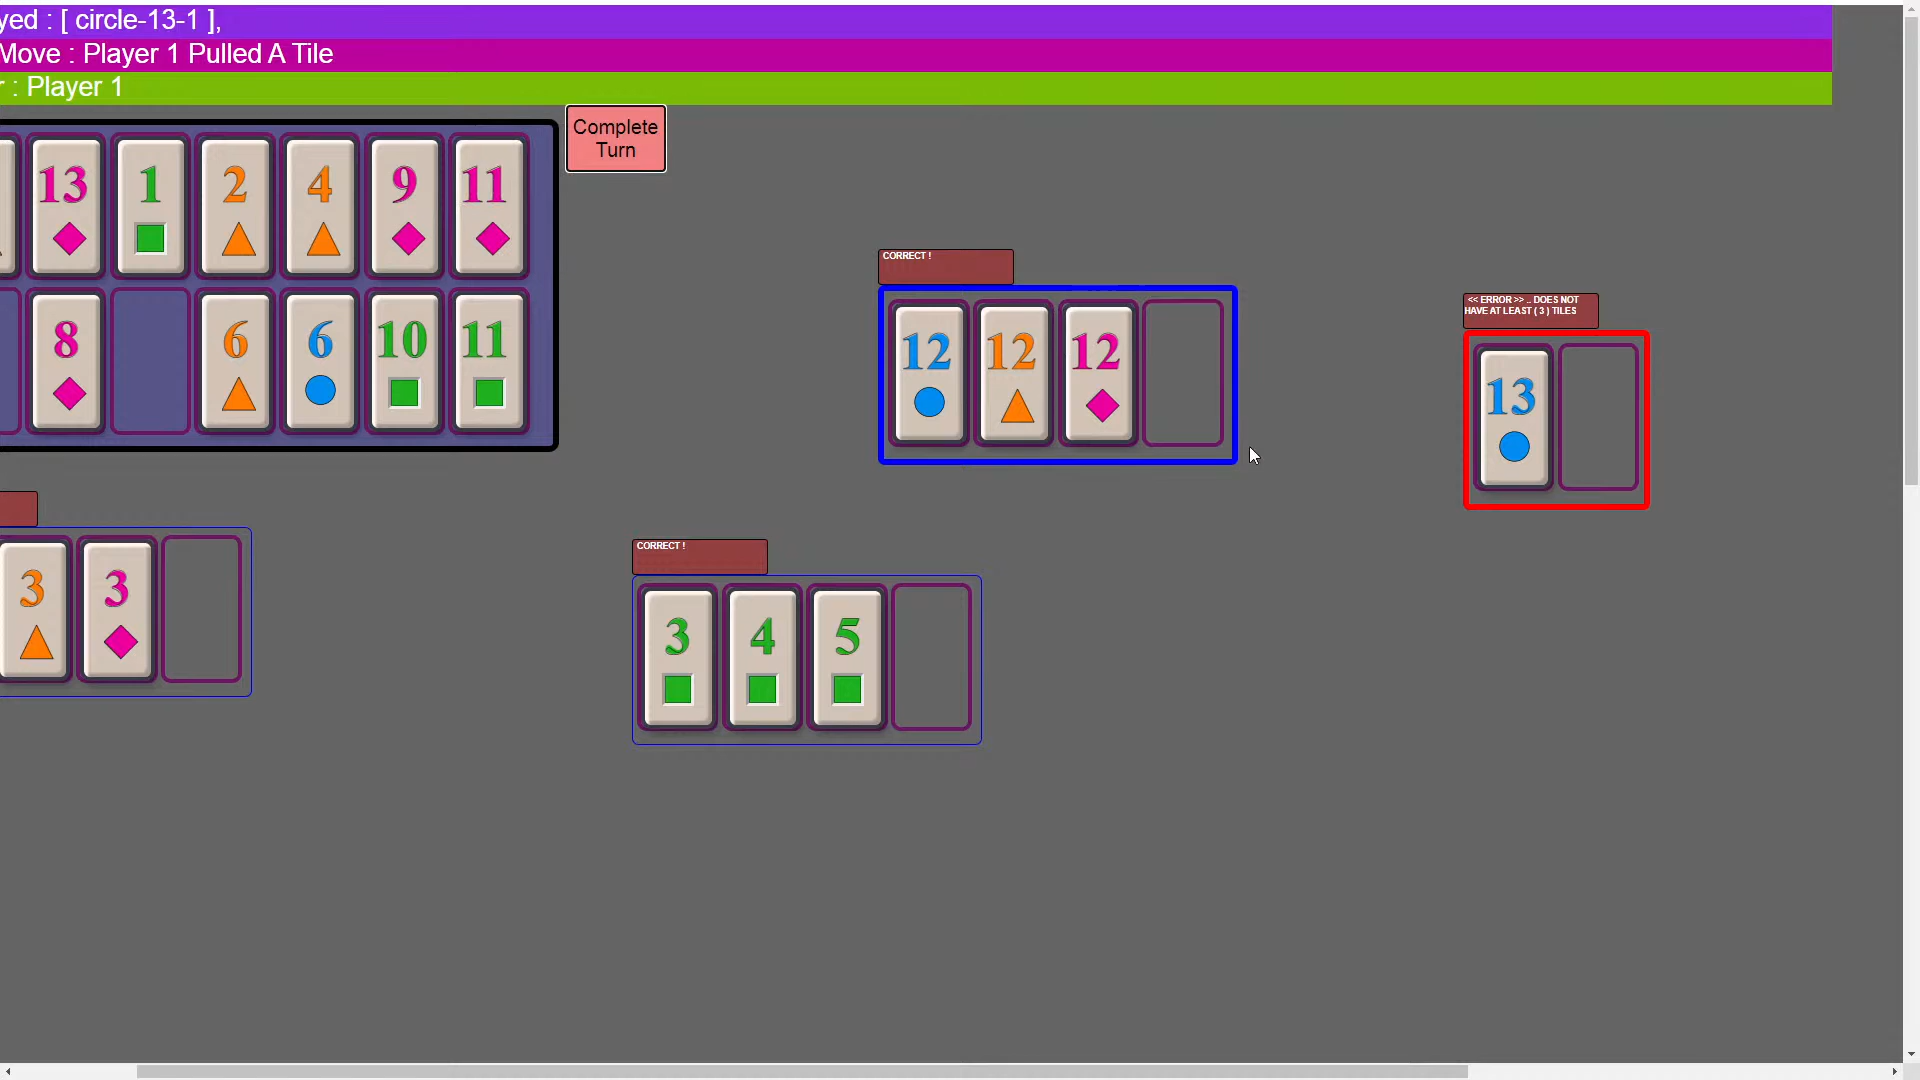 yed : [ circle-13-1 ],
Move : Player 1 Pulled A Tile
r : Player 1
Complete
Turn
13 1 2 4 9 11
8 6 6 10 11
CORRECT !
12 12 12
<< ERROR >> .. DOES NOT
HAVE AT LEAST ( 3 ) TILES
13
3 3
CORRECT !
3 4 5